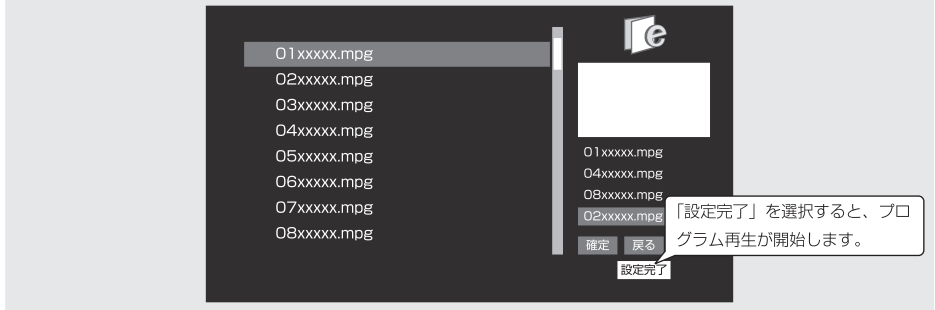 01xxxxx.mpg
02xxxxx.mpg
03xxxxx.mpg
04xxxxx.mpg
05xxxxx.mpg
06xxxxx.mpg
07xxxxx.mpg
08xxxxx.mpg
e
01xxxxx.mpg
04xxxxx.mpg
08xxxxx.mpg
02xxxxx.mpg
確定 戻る
設定完了
「設定完了」を選択すると、プロ
グラム再生が開始します。